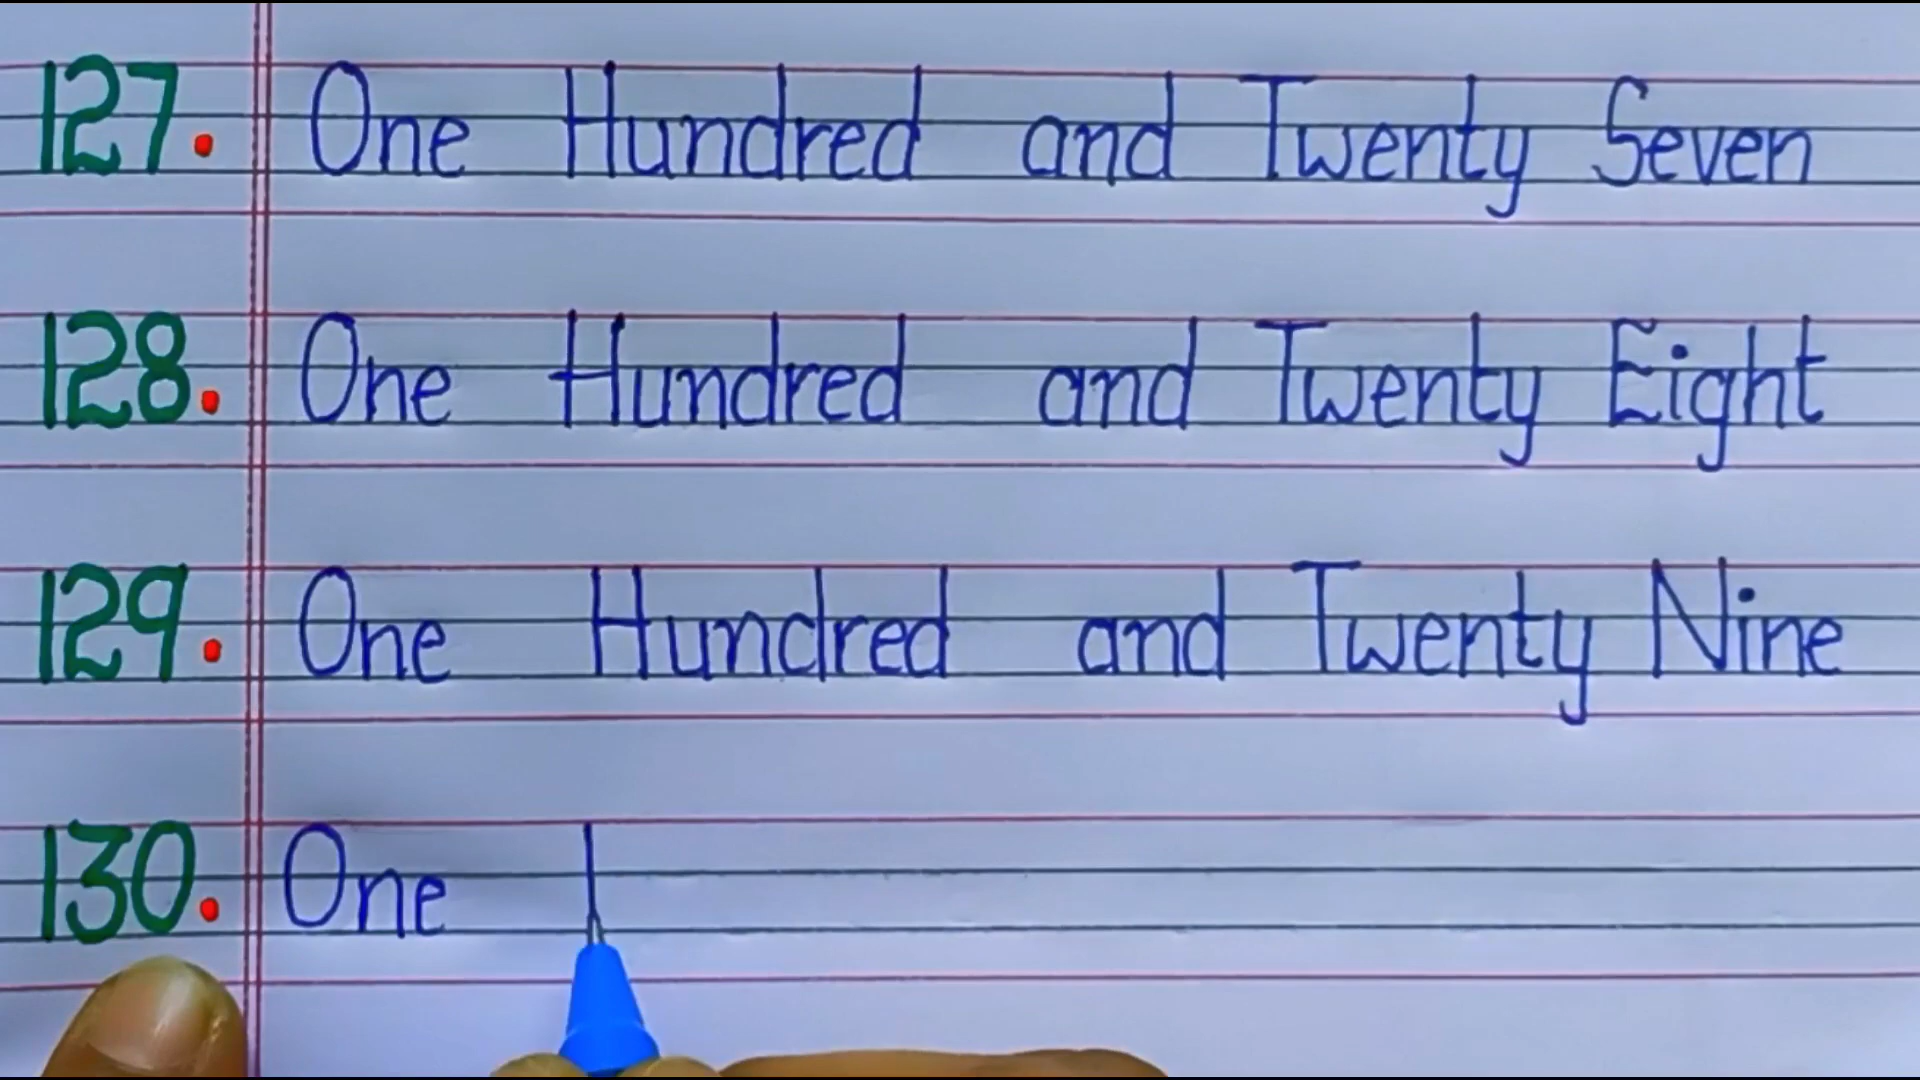 127. One Hundred and Twenty Seven
128. One Hundred and Twenty Eight
129. One Hundred and Twenty Nine
130. One